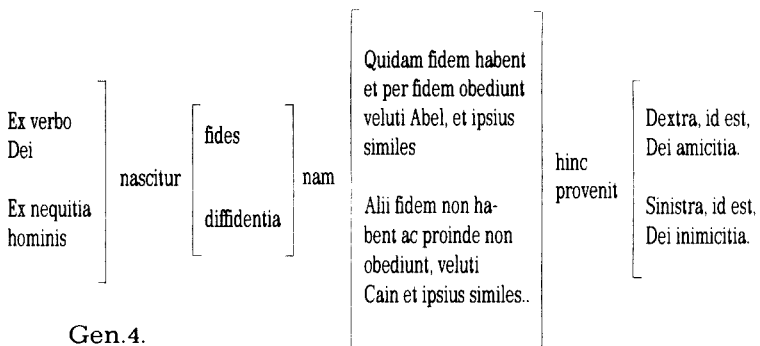 Ex verbo
Dei
Ex nequitia
hominis
nascitur
fides
diffidentia
nam
Quidam fidem habent
et per fidem obediunt
veluti Abel, et ipsius
similes
Alii fidem non ha-
bent ac proinde non
obediunt, veluti
Cain et ipsius similes..
hinc
provenit
Dextra, id est,
Dei amicitia.
Sinistra, id est,
Dei inimicitia.
Gen.4.